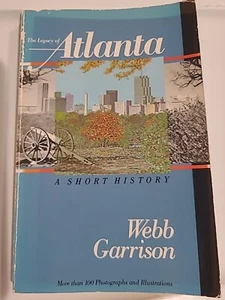 The Legacy of
Atlanta
A SHORT HISTORY
Webb
Garrison
More than 100 Photographs and Illustrations